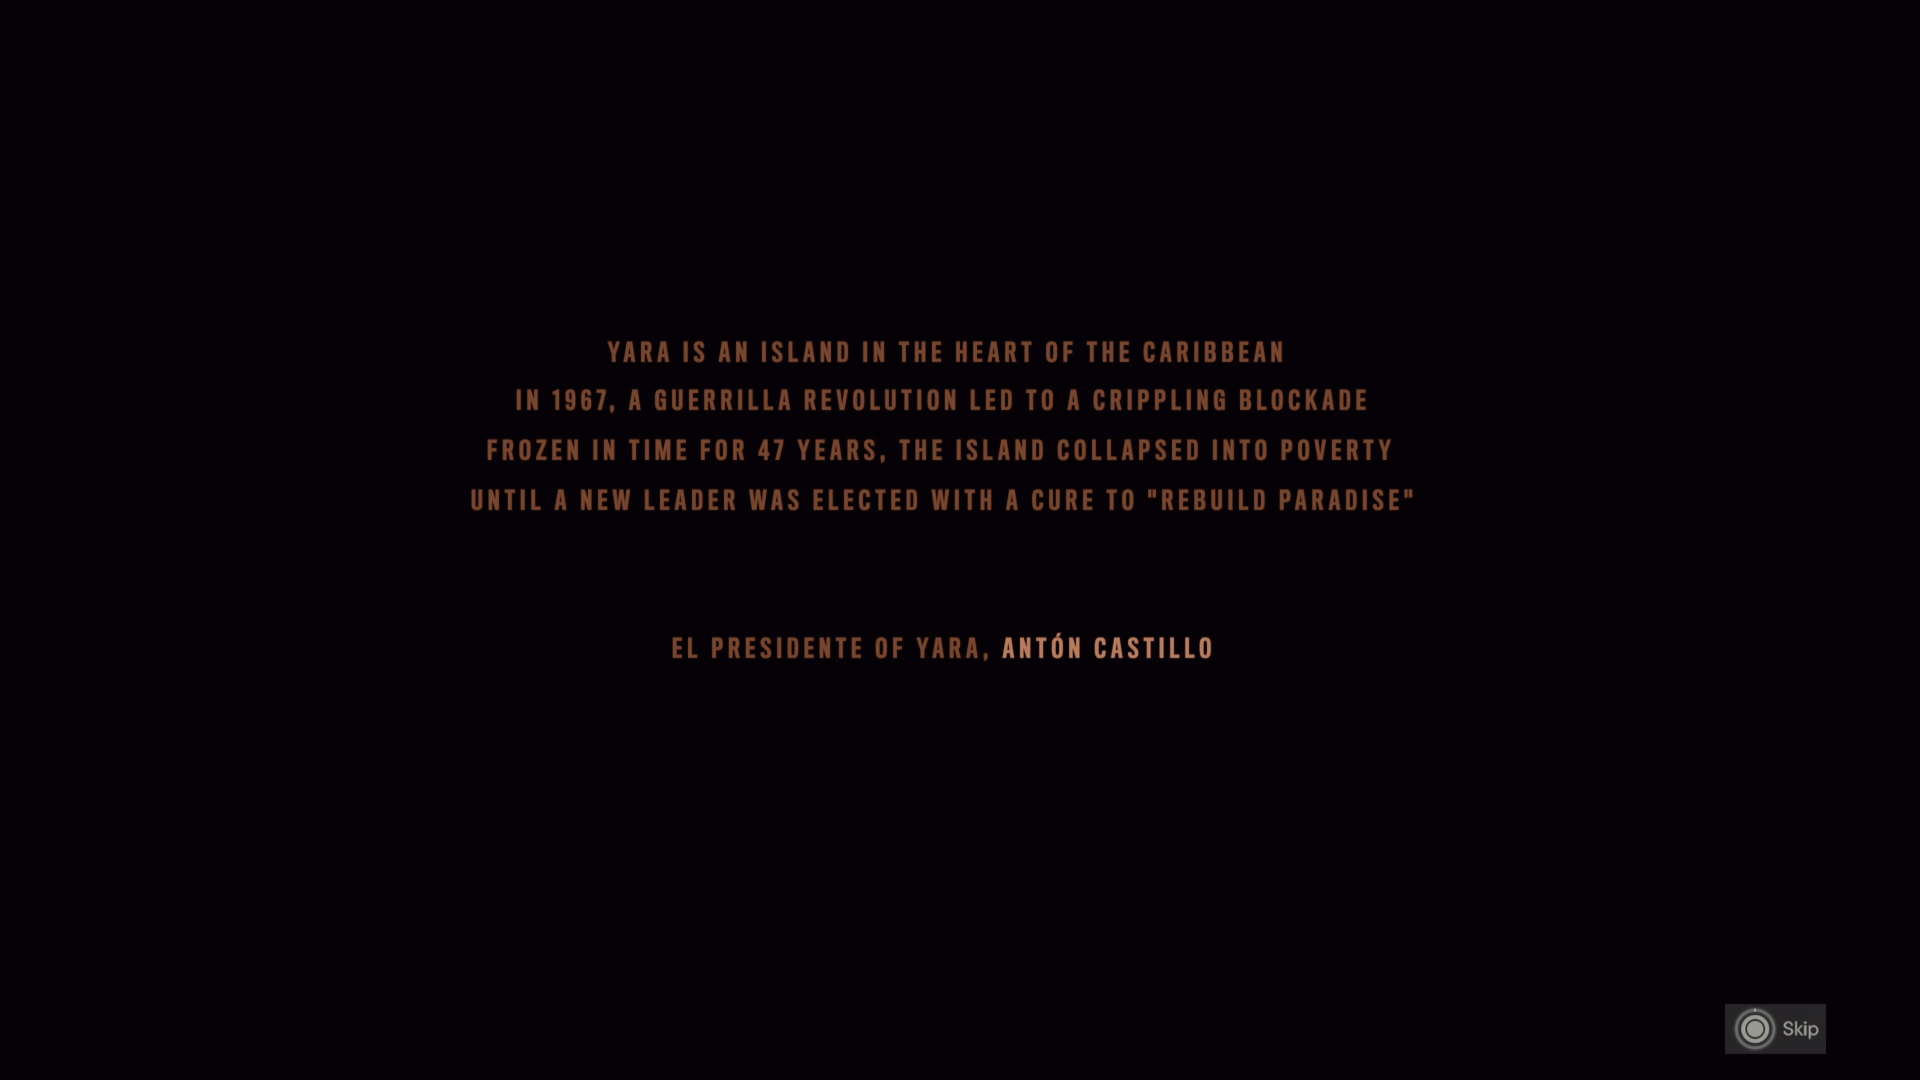 YARA IS AN ISLAND IN THE HEART OF THE CARIBBEAN
IN 1967, A GUERRILLA REVOLUTION LED TO A CRIPPLING BLOCKADE
FROZEN IN TIME FOR 47 YEARS, THE ISLAND COLLAPSED INTO POVERTY
UNTIL A NEW LEADER WAS ELECTED WITH A CURE TO "REBUILD PARADISE"
EL PRESIDENTE OF YARA, ANTÓN CASTILLO
Skip